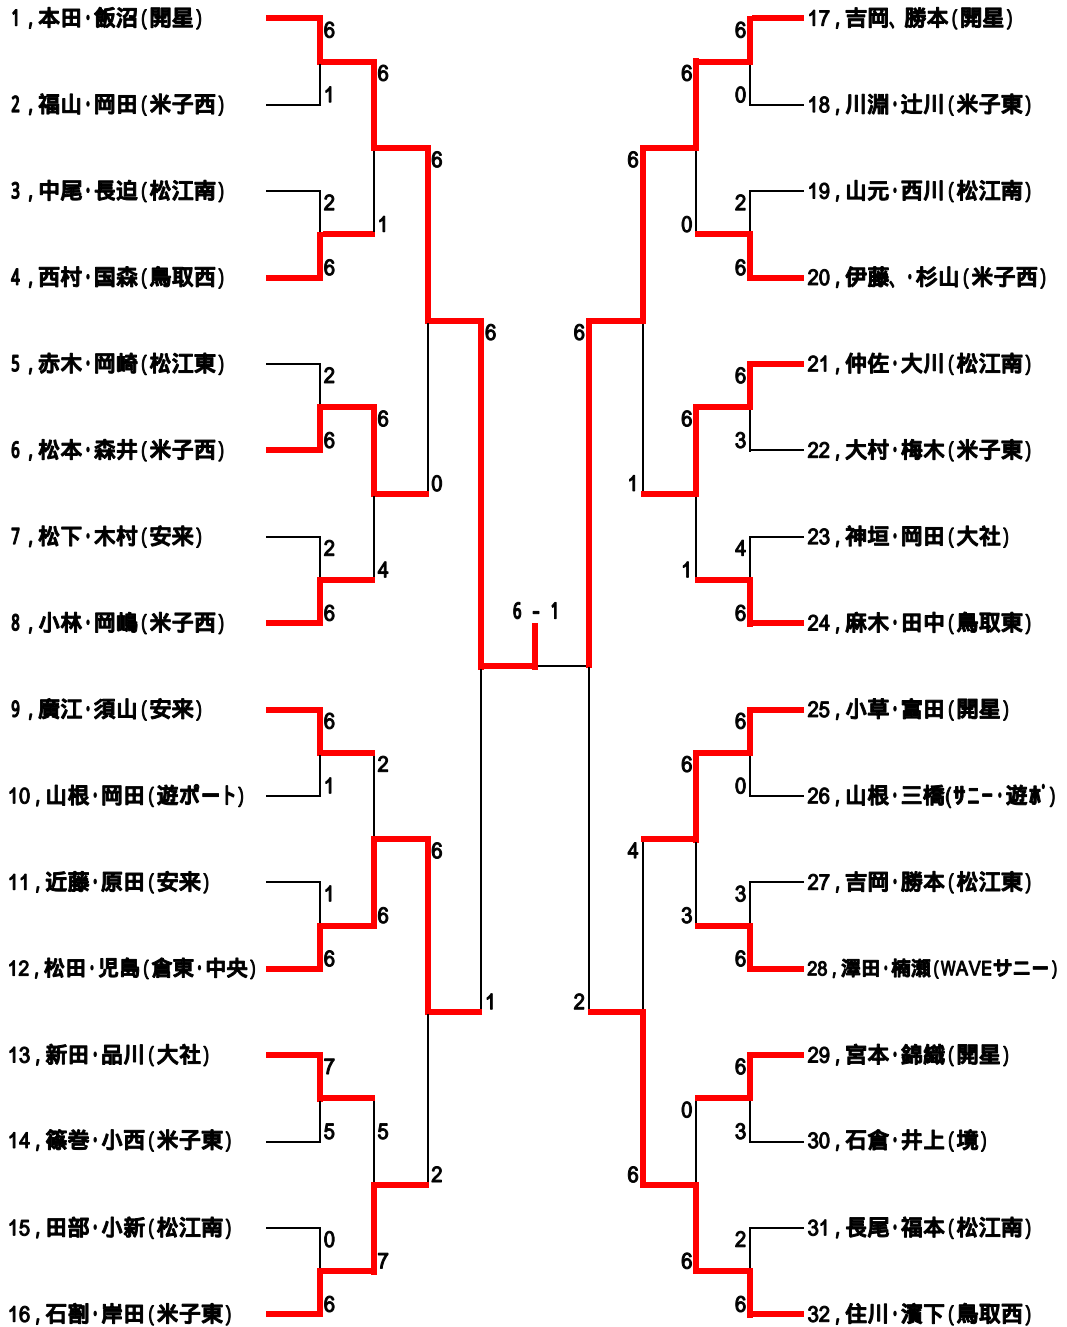 1,本田・飯沼(開星)
6
1
2,福山・岡田(米子西)
6
3,中尾・長迫(松江南)
2
6
4,西村・国森(鳥取西)
1
6
5,赤木・岡崎(松江東)
2
6
6,松本・森井(米子西)
6
7,松下・木村(安来)
2
6
8,小林・岡嶋(米子西)
4
0
6
9,廣江・須山(安来)
6
1
10,山根・岡田(遊ポート)
2
11,近藤・原田(安来)
1
6
12,松田・児島(倉東・中央)
6
6
13,新田・品川(大社)
7
5
14,篠巻・小西(米子東)
5
15,田部・小新(松江南)
0
6
16,石割・岸田(米子東)
7
2
1
6 - 1
17,吉岡、勝本(開星)
6
0
18,川淵・辻川(米子東)
6
19,山元・西川(松江南)
2
6
20,伊藤、・杉山(米子西)
0
6
21,仲佐・大川(松江南)
6
3
22,大村・梅木(米子東)
6
23,神垣・岡田(大社)
4
6
24,麻木・田中(鳥取東)
1
1
6
25,小草・富田(開星)
6
0
26,山根・三橋(サニー・遊ポ)
6
27,吉岡・勝本(松江東)
3
6
28,澤田・楠瀬(WAVEサニー)
3
4
29,宮本・錦織(開星)
6
3
30,石倉・井上(境)
0
31,長尾・福本(松江南)
2
6
32,住川・濱下(鳥取西)
6
6
2